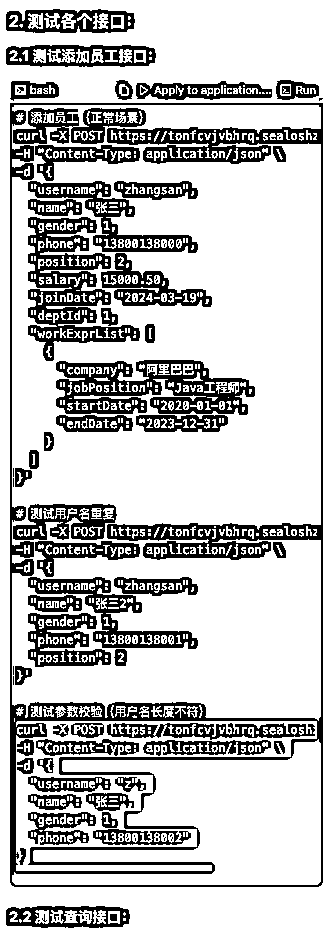 2. 测试各个接口:
2.1 测试添加员工接口:
bash
Apply to application....
Run
# 添加员工 (正常场景)
curl -X POST https://tonfcvjvbhrq.sealoshz
-H "Content-Type: application/json" \
-d '{
"username": "zhangsan",
"name": "张三",
"gender": 1,
"phone": "13800138000",
"position": 2,
"salary": 15000.50,
"joinDate": "2024-03-19",
"deptId": 1,
"workExprList": [
{
"company": "阿里巴巴",
"jobPosition": "Java工程师",
"startDate": "2020-01-01",
"endDate": "2023-12-31"
}
]
}'
# 测试用户名重复
curl -X POST https://tonfcvjvbhrq.sealoshz
-H "Content-Type: application/json" \
-d '{
"username": "zhangsan",
"name": "张三2",
"gender": 1,
"phone": "13800138001",
"position": 2
}'
# 测试参数校验 (用户名长度不符)
curl -X POST https://tonfcvjvbhrq.sealosh
-H "Content-Type: application/json" \
-d '{
"username":
"name": "张三",
"gender": 1,
"phone": "13800138002"
}'
2.2 测试查询接口: